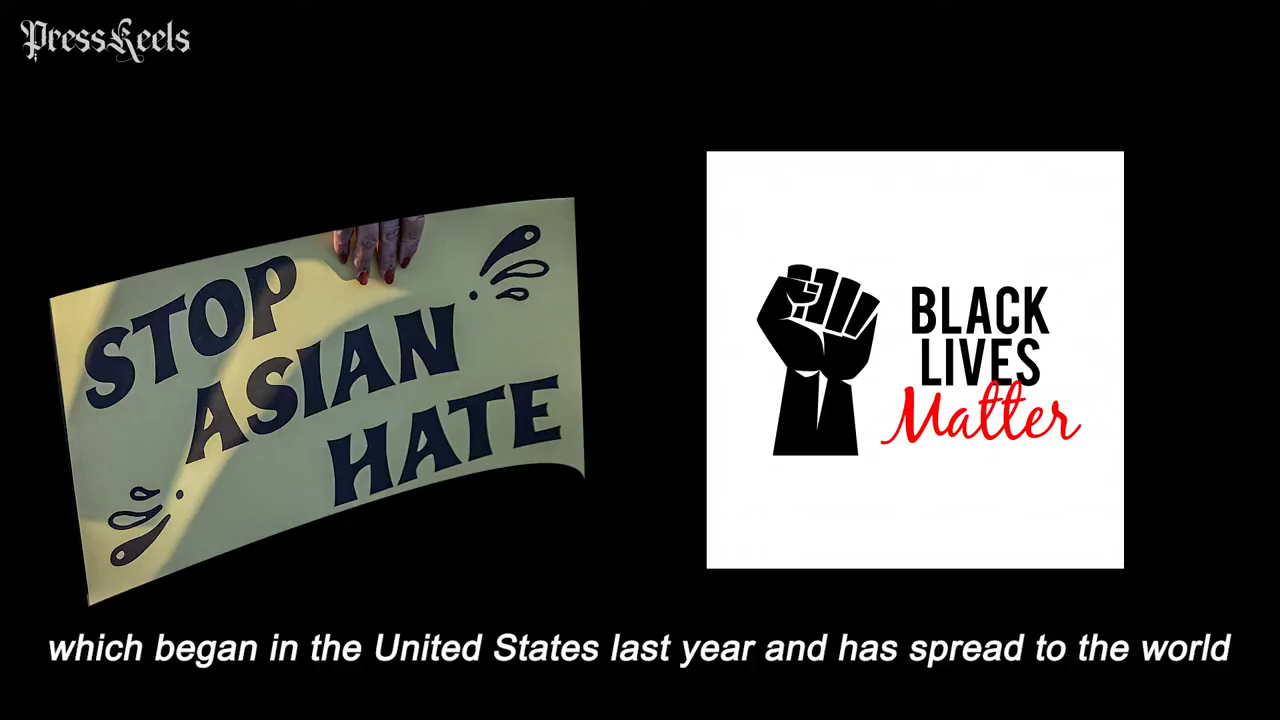 PressReels
STOP
ASIAN
HATE
BLACK
LIVES
Matter
which began in the United States last year and has spread to the world